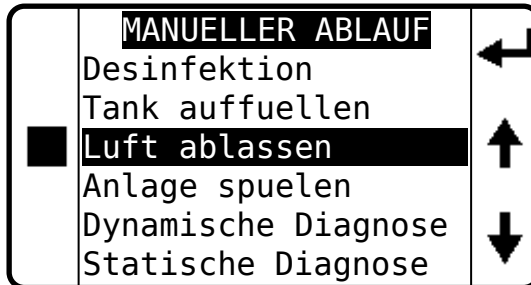 MANUELLER ABLAUF
Desinfektion
Tank auffuellen
Luft ablassen
Anlage spuelen
Dynamische Diagnose
Statische Diagnose